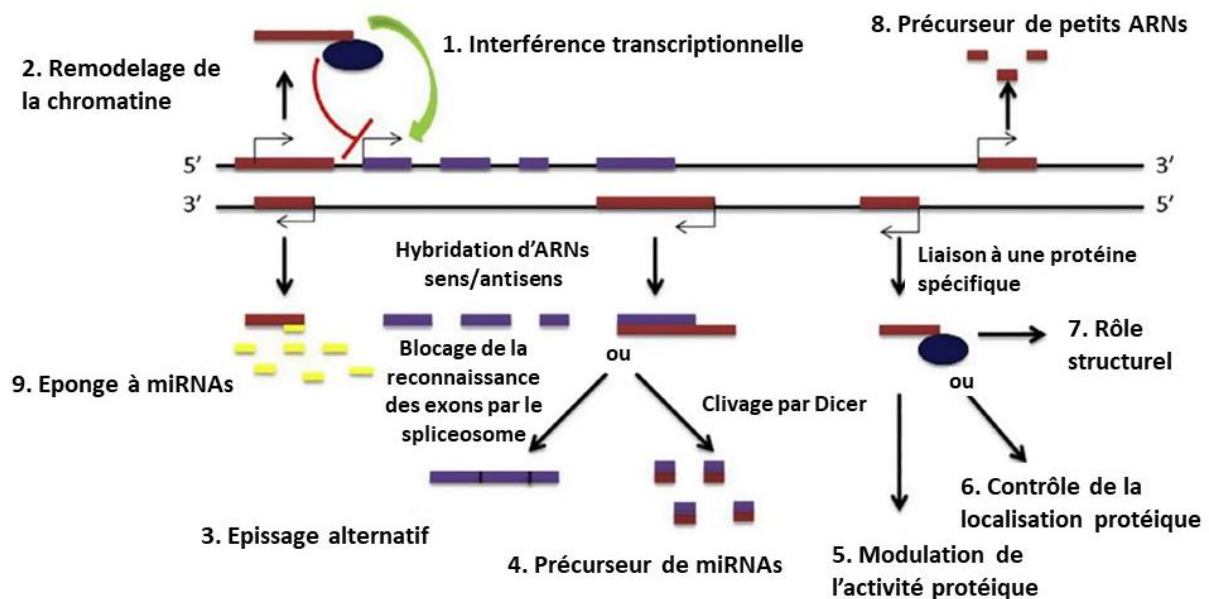 8. Précurseur de petits ARNs
1. Interférence transcriptionnelle
2. Remodelage de
la chromatine
5’
3’
3’
5’
Hybridation d’ARNs
sens/antisens
Liaison à une protéine
spécifique
9. Eponge à miRNAs
Blocage de la
reconnaissance
des exons par le
spliceosome
ou
Clivage par Dicer
7. Rôle
structurel
ou
3. Epissage alternatif
4. Précurseur de miRNAs
6. Contrôle de la
localisation protéique
5. Modulation de
l’activité protéique